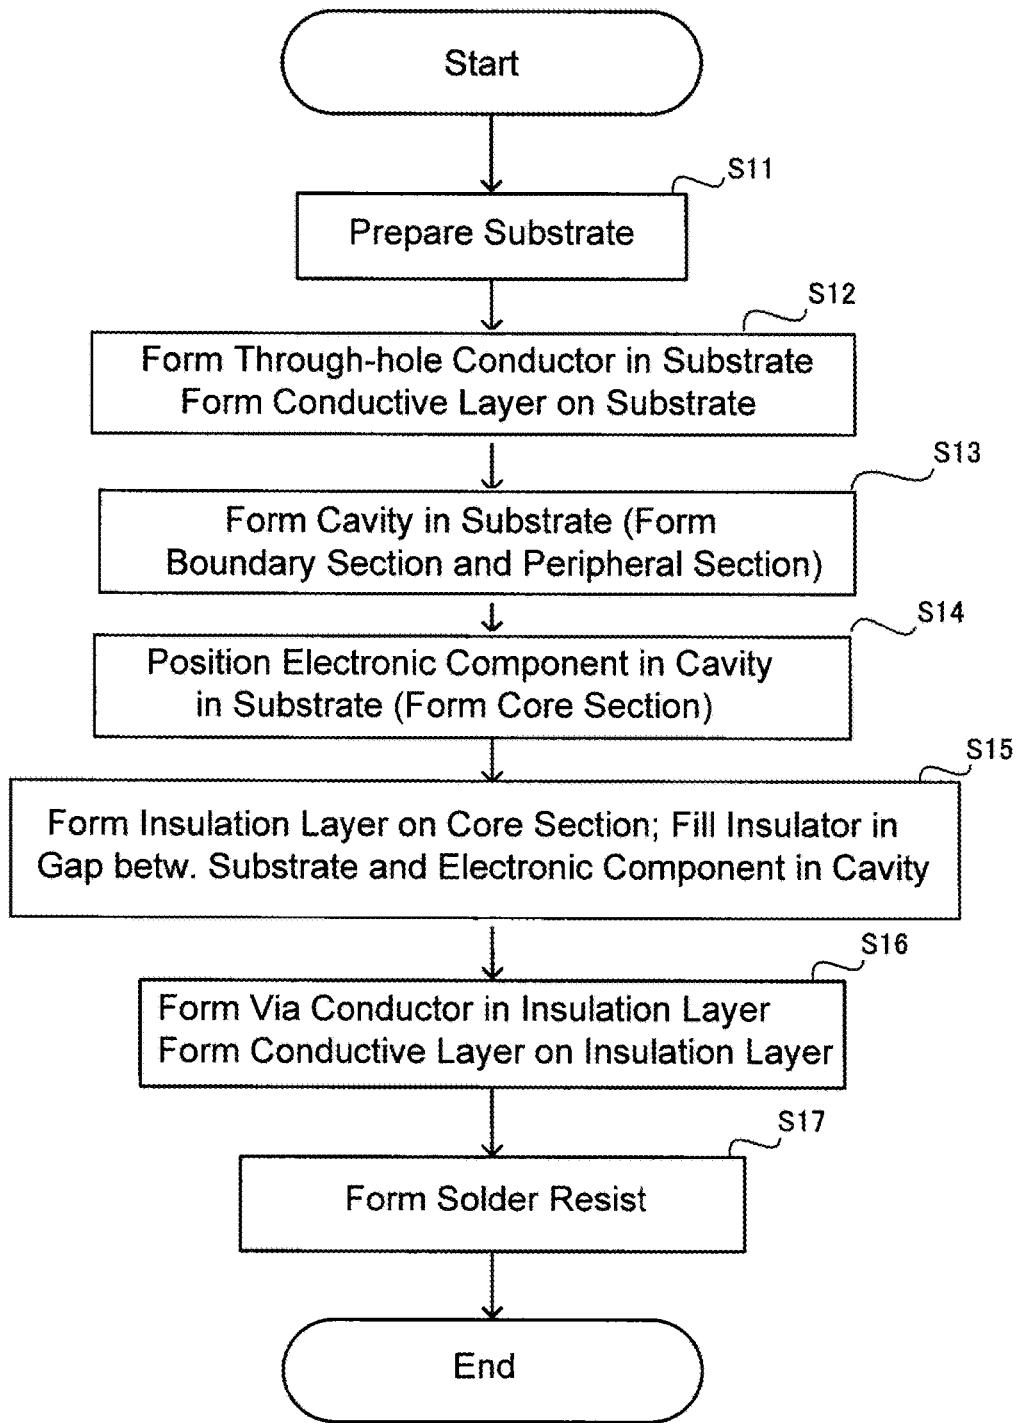 Start
S11
Prepare Substrate
S12
Form Through-hole Conductor in Substrate
Form Conductive Layer on Substrate
S13
Form Cavity in Substrate (Form
Boundary Section and Peripheral Section)
S14
Position Electronic Component in Cavity
in Substrate (Form Core Section)
S15
Form Insulation Layer on Core Section; Fill Insulator in
Gap betw. Substrate and Electronic Component in Cavity
S16
Form Via Conductor in Insulation Layer
Form Conductive Layer on Insulation Layer
S17
Form Solder Resist
End